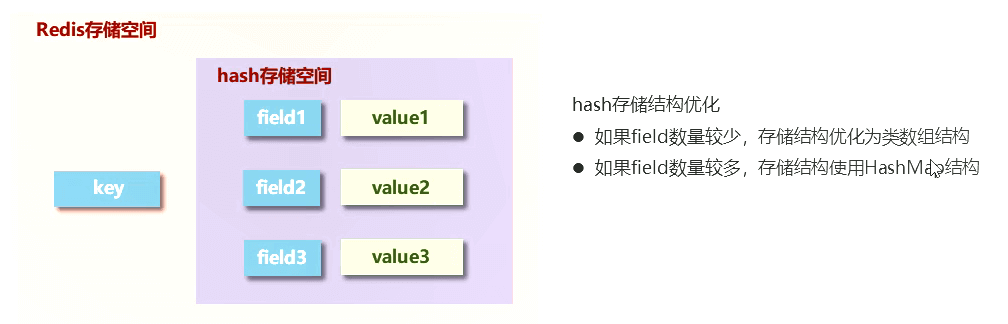 Redis存储空间
hash存储空间
field1 value1
key
field2 value2
field3 value3
hash存储结构优化
● 如果field数量较少，存储结构优化为类数组结构
● 如果field数量较多，存储结构使用HashMap结构